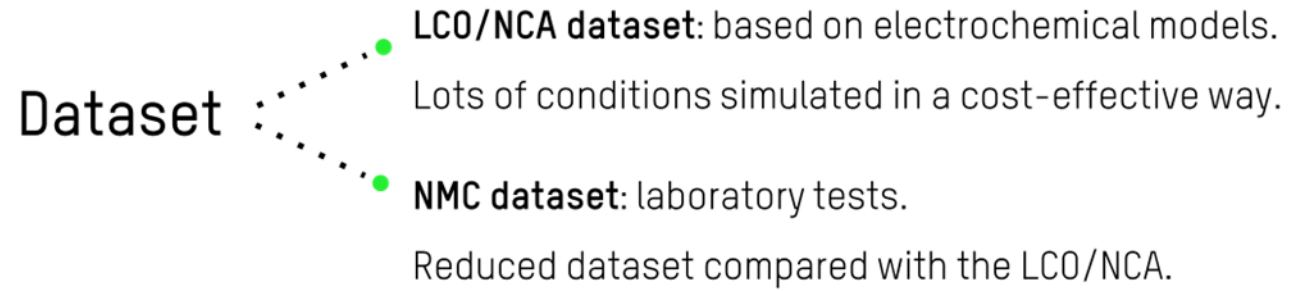 Dataset
LCO/NCA dataset: based on electrochemical models.
Lots of conditions simulated in a cost-effective way.
NMC dataset: laboratory tests.
Reduced dataset compared with the LCO/NCA.